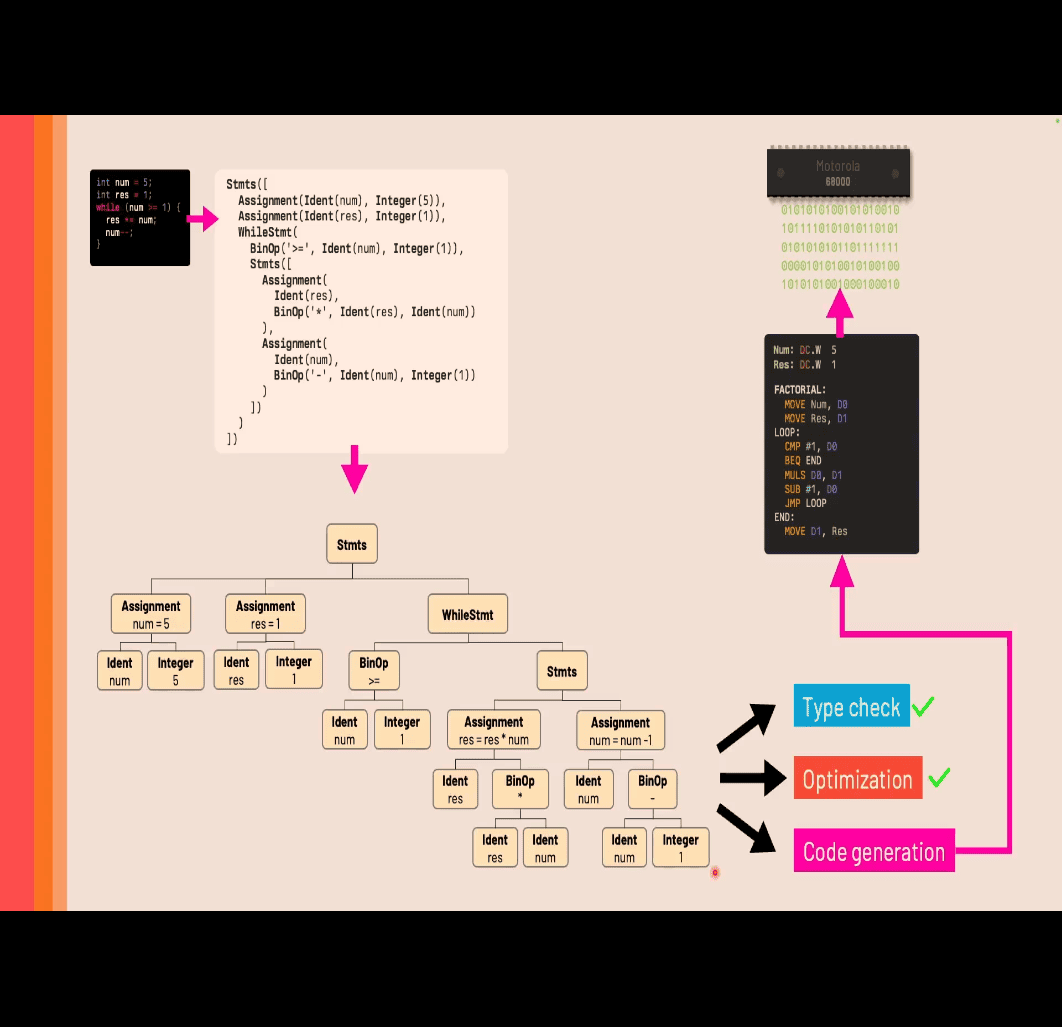 int num = 5;
int res = 1;
while (num >= 1) {
  res *= num;
  num--;
}
Stmts([
  Assignment(Ident(num), Integer(5)),
  Assignment(Ident(res), Integer(1)),
  WhileStmt(
    BinOp('>=', Ident(num), Integer(1)),
    Stmts([
      Assignment(
        Ident(res),
        BinOp('*', Ident(res), Ident(num))
      ),
      Assignment(
        Ident(num),
        BinOp('-', Ident(num), Integer(1))
      )
    ])
  )
])
Stmts
Assignment
num = 5
Assignment
res = 1
WhileStmt
Ident
num
Integer
5
Ident
res
Integer
1
BinOp
>=
Stmts
Ident
num
Integer
1
Assignment
res = res * num
Assignment
num = num -1
Ident
res
BinOp
*
Ident
num
BinOp
-
Ident
res
Ident
num
Ident
num
Integer
1
Motorola
68000
0101010100101010010
1011110101010110101
0101010101101111111
0000101010010100100
1010101001000100010
Num: DC.W 5
Res: DC.W 1
FACTORIAL:
  MOVE Num, D0
  MOVE Res, D1
LOOP:
  CMP #1, D0
  BEQ END
  MULS D0, D1
  SUB #1, D0
  JMP LOOP
END:
  MOVE D1, Res
Type check
Optimization
Code generation